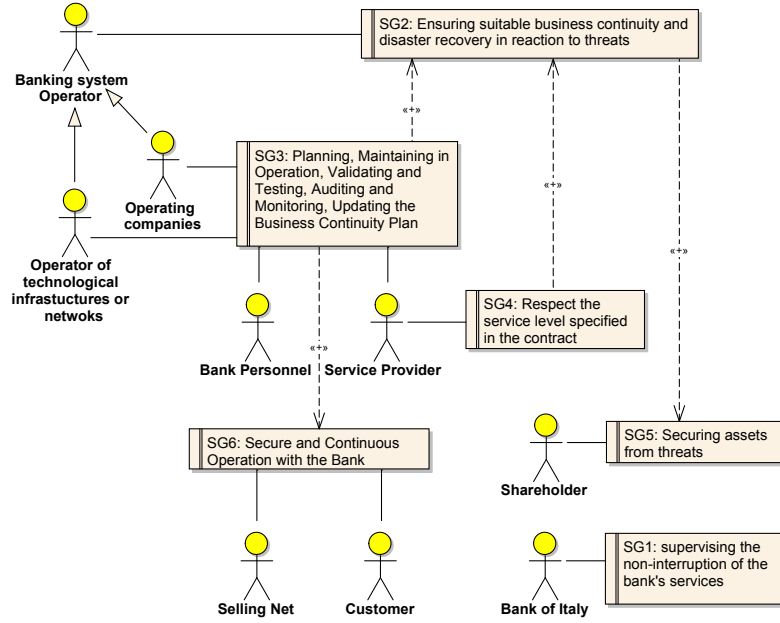 SG2: Ensuring suitable business continuity and
disaster recovery in reaction to threats
Banking system
Operator
«+»
SG3: Planning, Maintaining in
Operation, Validating and
Testing, Auditing and
Monitoring, Updating the
Business Continuity Plan
«+»
«+»
Operating
companies
Operator of
technological
infrastuctures or
netwoks
SG4: Respect the
service level specified
in the contract
Bank Personnel
Service Provider
«+»
SG6: Secure and Continuous
Operation with the Bank
SG5: Securing assets
from threats
Shareholder
SG1: supervising the
non-interruption of the
bank's services
Selling Net
Customer
Bank of Italy